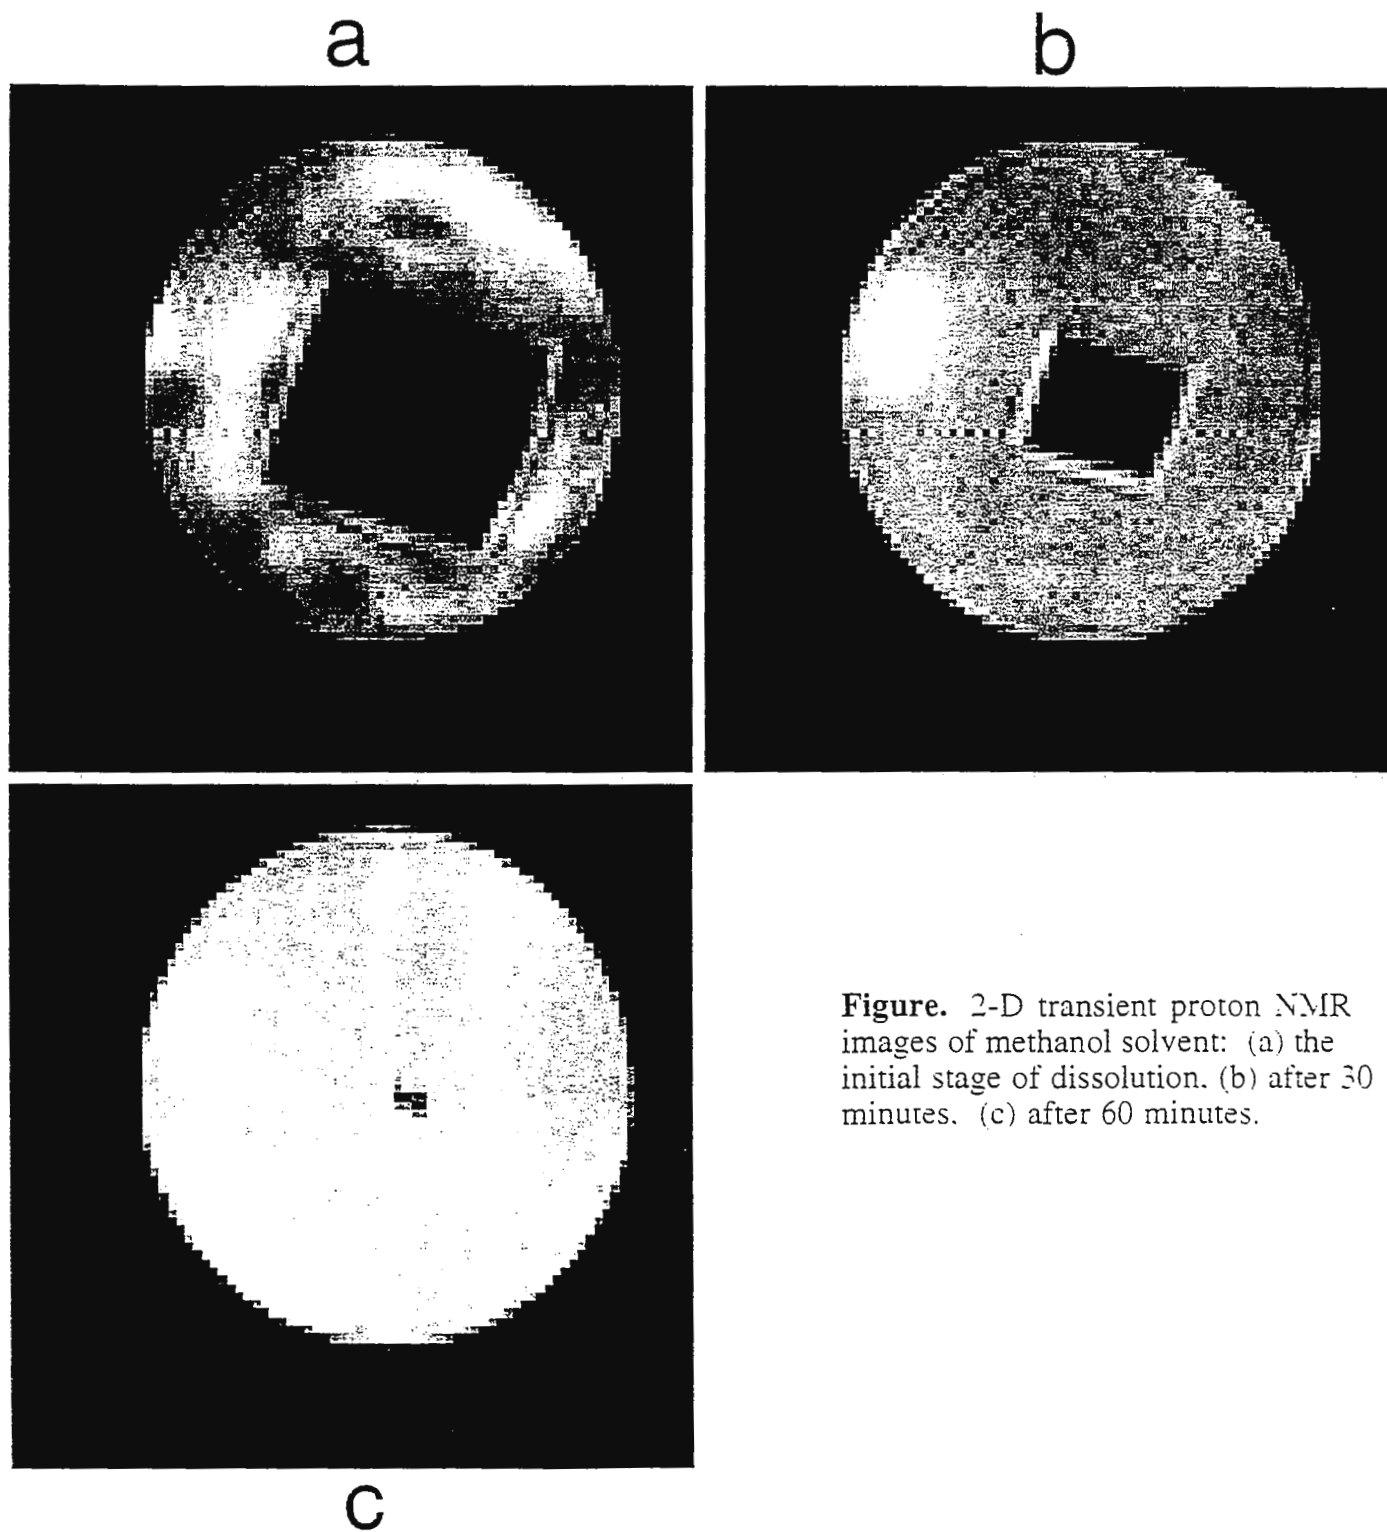 a
b
c
Figure. 2-D transient proton NMR
images of methanol solvent: (a) the
initial stage of dissolution. (b) after 30
minutes. (c) after 60 minutes.